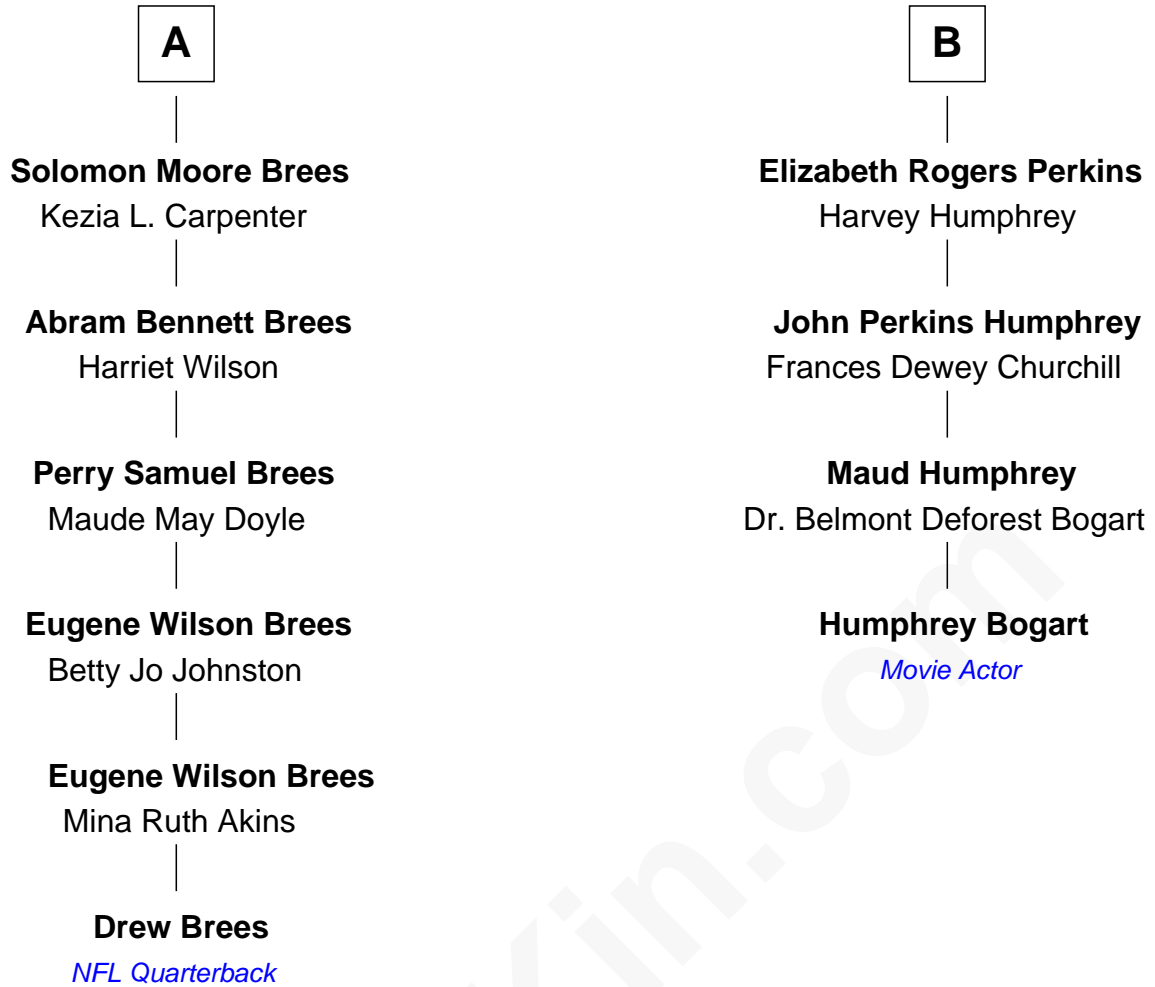 A
Solomon Moore Brees
Kezia L. Carpenter
Abram Bennett Brees
Harriet Wilson
Perry Samuel Brees
Maude May Doyle
Eugene Wilson Brees
Betty Jo Johnston
Eugene Wilson Brees
Mina Ruth Akins
Drew Brees
NFL Quarterback
B
Elizabeth Rogers Perkins
Harvey Humphrey
John Perkins Humphrey
Frances Dewey Churchill
Maud Humphrey
Dr. Belmont Deforest Bogart
Humphrey Bogart
Movie Actor
Kin.com